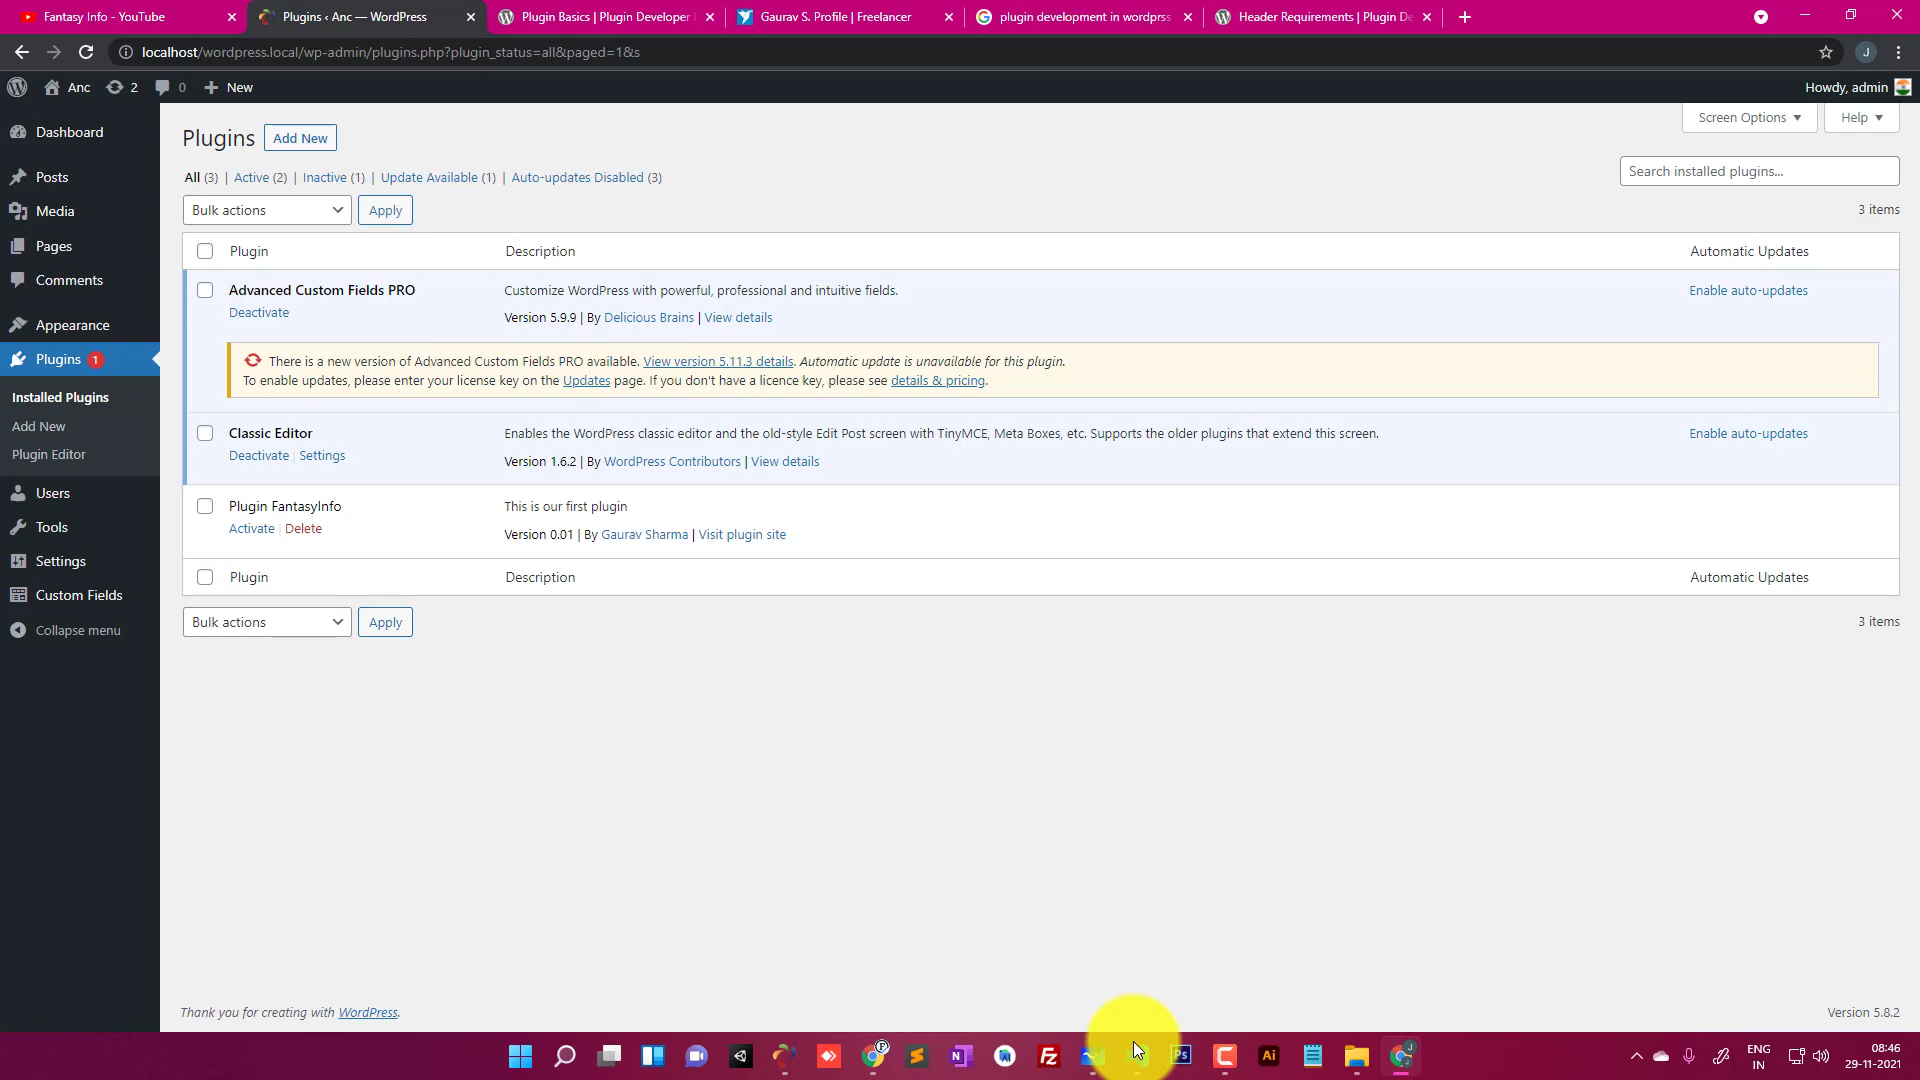 Fantasy Info - YouTube
Plugins ‹ Anc — WordPress
Plugin Basics | Plugin Developer
Gaurav S. Profile | Freelancer
plugin development in wordprss
Header Requirements | Plugin De
localhost/wordpress.local/wp-admin/plugins.php?plugin_status=all&paged=1&s
J
Anc
2
0
New
Howdy, admin
Dashboard
Posts
Media
Pages
Comments
Appearance
Plugins 1
Installed Plugins
Add New
Plugin Editor
Users
Tools
Settings
Custom Fields
Collapse menu
Screen Options
Help
Plugins
Add New
All (3) | Active (2) | Inactive (1) | Update Available (1) | Auto-updates Disabled (3)
Search installed plugins...
Bulk actions
Apply
3 items
Plugin
Description
Automatic Updates
Advanced Custom Fields PRO
Deactivate
Customize WordPress with powerful, professional and intuitive fields.
Version 5.9.9 | By Delicious Brains | View details
Enable auto-updates
There is a new version of Advanced Custom Fields PRO available. View version 5.11.3 details. Automatic update is unavailable for this plugin.
To enable updates, please enter your license key on the Updates page. If you don't have a licence key, please see details & pricing.
Classic Editor
Deactivate | Settings
Enables the WordPress classic editor and the old-style Edit Post screen with TinyMCE, Meta Boxes, etc. Supports the older plugins that extend this screen.
Version 1.6.2 | By WordPress Contributors | View details
Enable auto-updates
Plugin FantasyInfo
Activate | Delete
This is our first plugin
Version 0.01 | By Gaurav Sharma | Visit plugin site
Plugin
Description
Automatic Updates
Bulk actions
Apply
3 items
Thank you for creating with WordPress.
Version 5.8.2
Fz
Ps
Ai
ENG
IN
08:46
29-11-2021